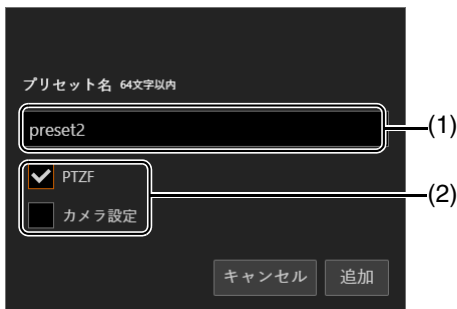 プリセット名 64文字以内
preset2
(1)
PTZF
(2)
カメラ設定
キャンセル 追加